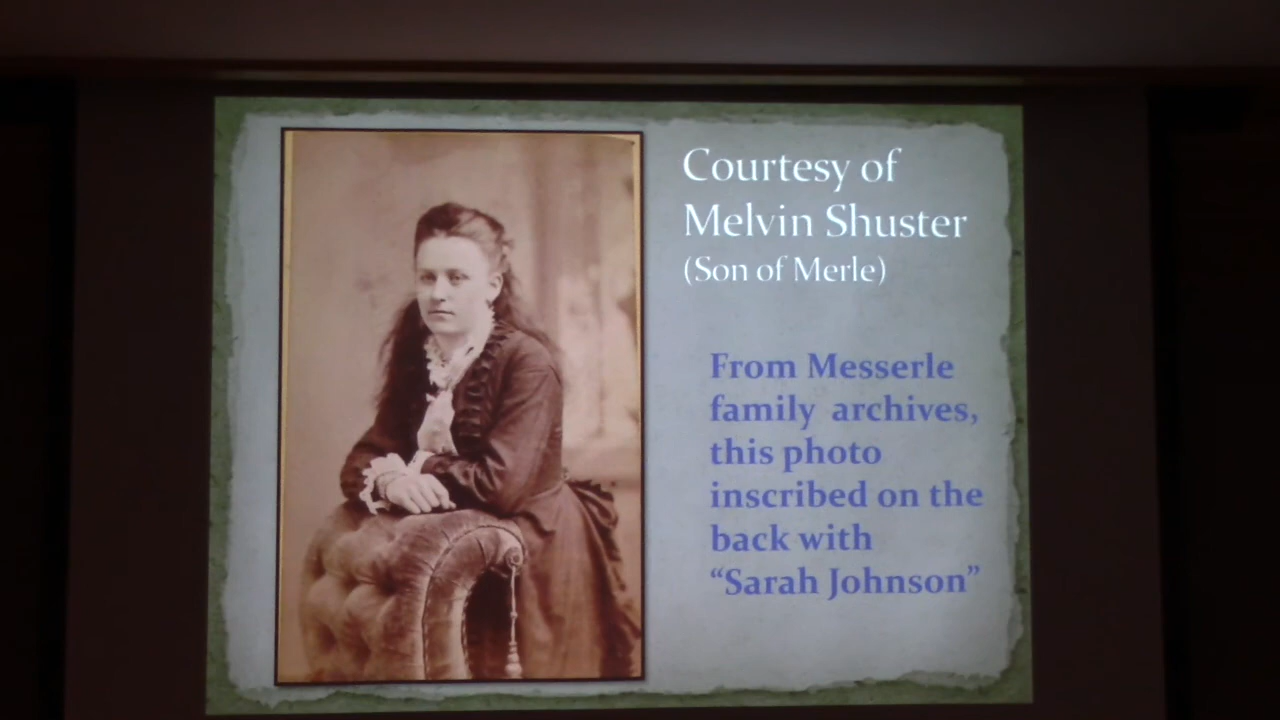 Courtesy of
Melvin Shuster
(Son of Merle)
From Messerle
family archives,
this photo
inscribed on the
back with
“Sarah Johnson”